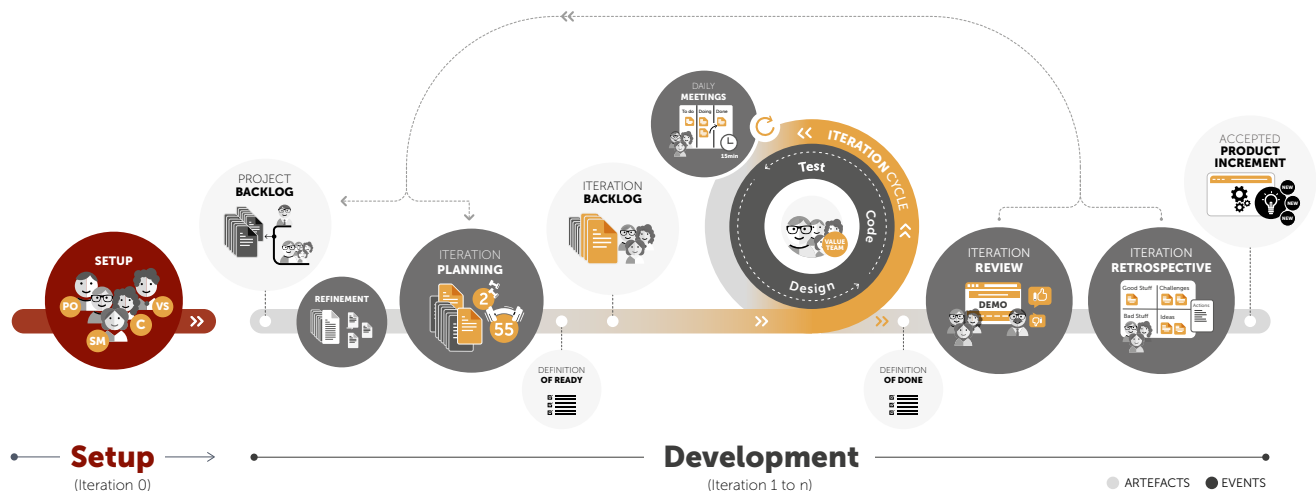 SETUP
PO
VS
C
SM
PROJECT
BACKLOG
REFINEMENT
ITERATION
PLANNING
2
55
DEFINITION
OF READY
ITERATION
BACKLOG
DAILY
MEETINGS
To do Doing Done
15min
ITERATION CYCLE
Test
Code
Design
VALUE
TEAM
DEFINITION
OF DONE
ITERATION
REVIEW
DEMO
ITERATION
RETROSPECTIVE
Good Stuff Challenges
Bad Stuff Ideas
Actions
ACCEPTED
PRODUCT
INCREMENT
NEW
NEW
NEW
Setup
(Iteration 0)
Development
(Iteration 1 to n)
ARTEFACTS EVENTS